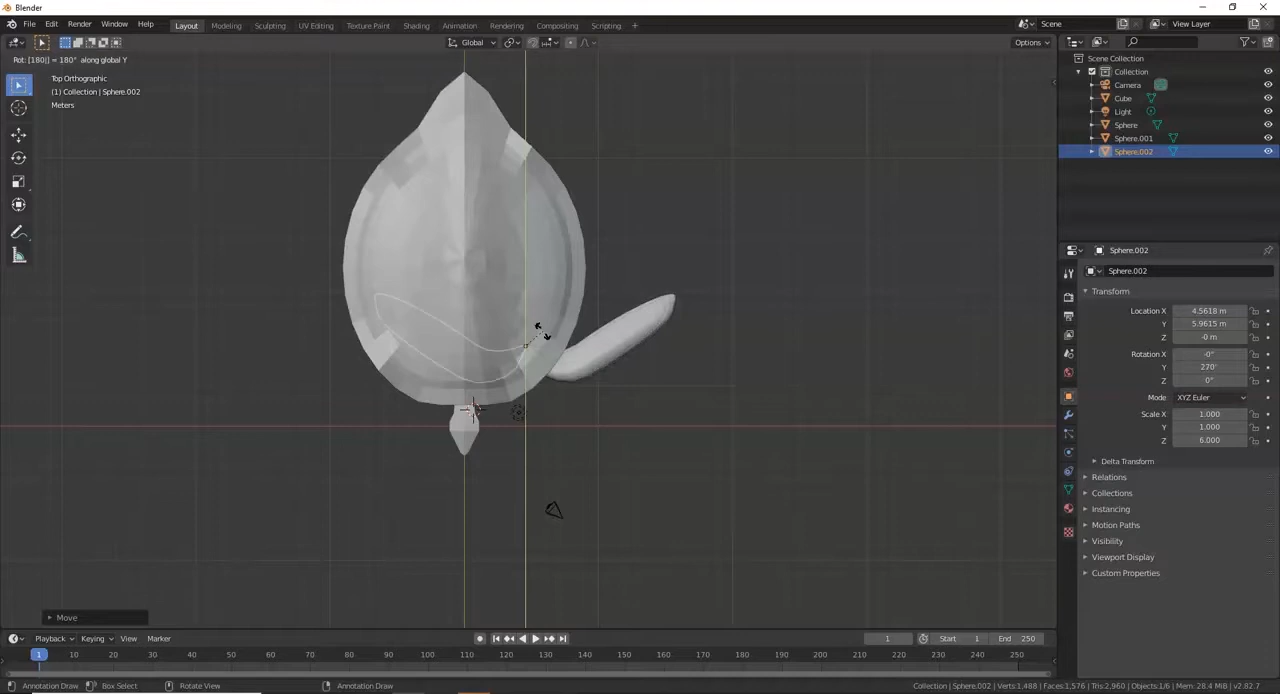 Blender
File Edit Render Window Help Layout Modeling Sculpting UV Editing Texture Paint Shading Animation Rendering Compositing Scripting + Scene View Layer
Global Options
Rot: [180|] = 180° along global Y
Top Orthographic
(1) Collection | Sphere.002
Meters
Scene Collection
Collection
Camera
Cube
Light
Sphere
Sphere.001
Sphere.002
Sphere.002
Sphere.002
Transform
Location X 4.5618 m
Y 5.9615 m
Z -0 m
Rotation X -0°
Y 270°
Z 0°
Mode XYZ Euler
Scale X 1.000
Y 1.000
Z 6.000
Delta Transform
Relations
Collections
Instancing
Motion Paths
Visibility
Viewport Display
Custom Properties
Move
Playback Keying View Marker 1 Start 1 End 250
1 10 20 30 40 50 60 70 80 90 100 110 120 130 140 150 160 170 180 190 200 210 220 230 240 250
Annotation Draw Box Select Rotate View Annotation Draw Collection | Sphere.002 | Verts:1,488 | Faces:1,576 | Tris:2,960 | Objects:1/6 | Mem: 28.4 MiB | v2.82.7